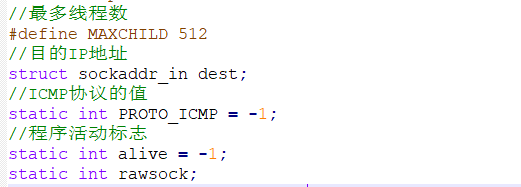 //最多线程数
#define MAXCHILD 512
//目的IP地址
struct sockaddr_in dest;
//ICMP协议的值
static int PROTO_ICMP = -1;
//程序活动标志
static int alive = -1;
static int rawsock;